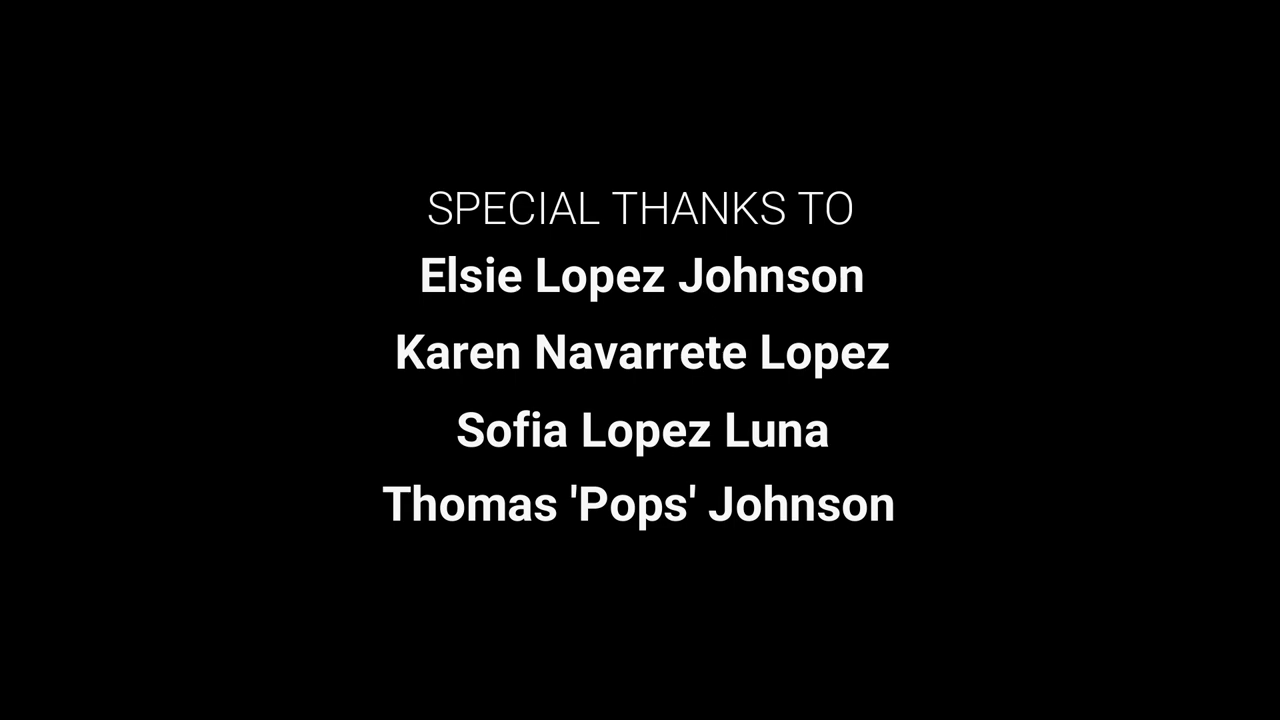 SPECIAL THANKS TO
Elsie Lopez Johnson
Karen Navarrete Lopez
Sofia Lopez Luna
Thomas 'Pops' Johnson